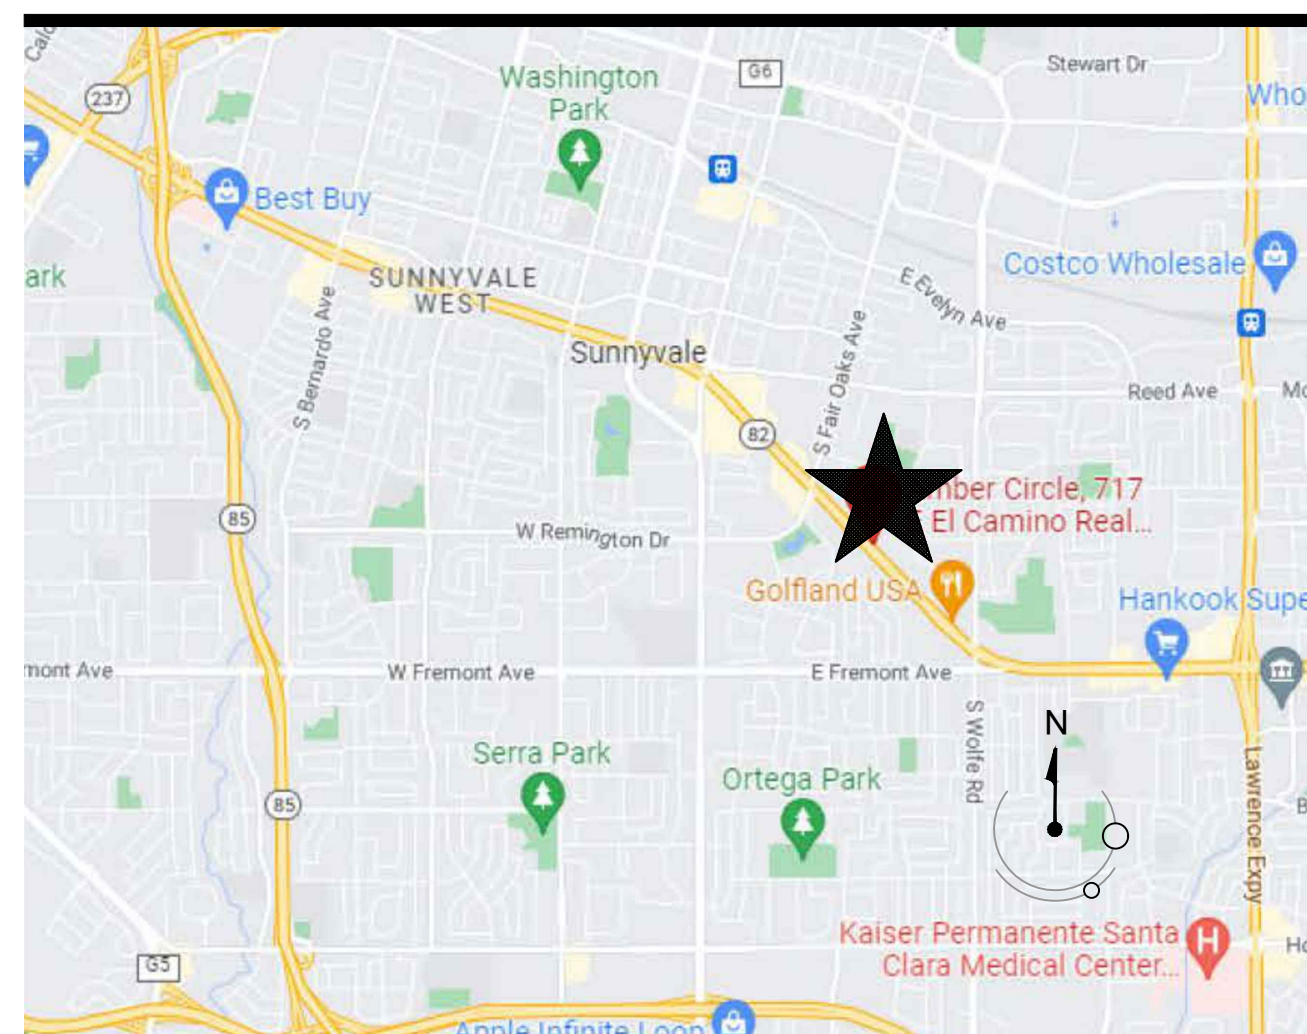 237
Washington
Park
G6
Stewart Dr
Who
Best Buy
ark
SUNNYVALE
WEST
S Bernardo Ave
Costco Wholesale
E Evelyn Ave
Sunnyvale
S Fair Oaks Ave
Reed Ave
82
mber Circle, 717
El Camino Real...
85
W Remington Dr
Golfland USA
Hankook Supe
mont Ave
W Fremont Ave
E Fremont Ave
S Wolfe Rd
N
Serra Park
Ortega Park
85
Lawrence Expy
Kaiser Permanente Santa
Clara Medical Center...
H
G5
Apple Infinite Loop